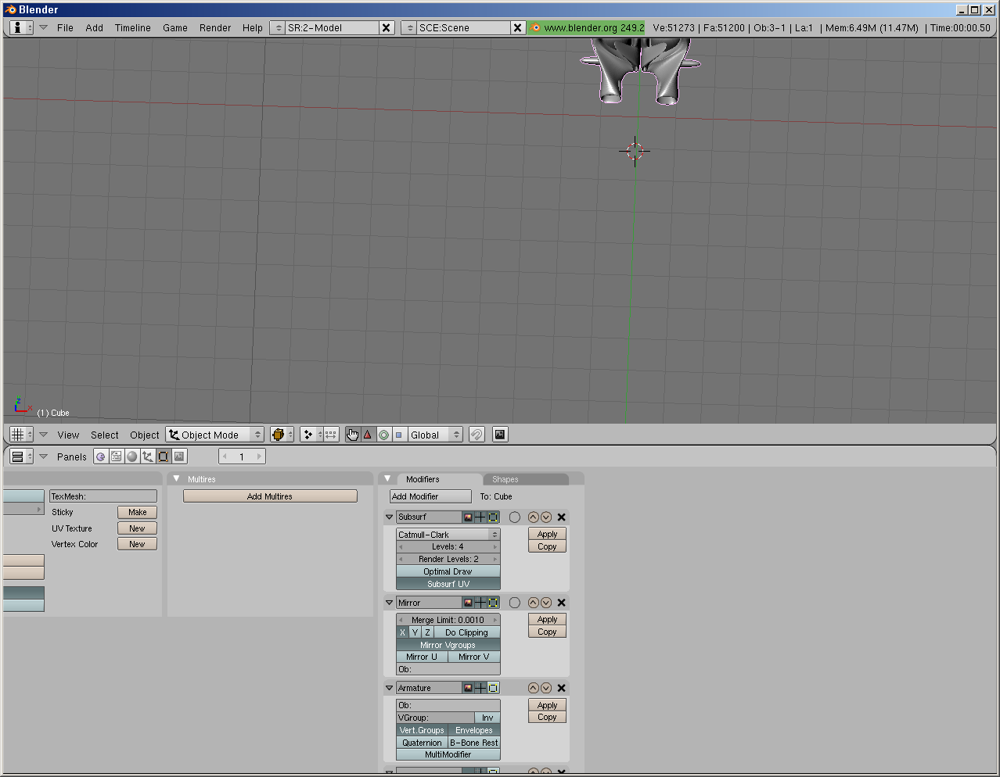 Blender
File Add Timeline Game Render Help SR:2-Model SCE:Scene www.blender.org 249.2 Ve:51273 | Fa:51200 | Ob:3-1 | La:1 | Mem:6.49M (11.47M) | Time:00:00.50
z
x
(1) Cube
View Select Object Object Mode Global
Panels 1
Multires
Modifiers Shapes
TexMesh:
Add Multires
Add Modifier To: Cube
Sticky Make
UV Texture New
Vertex Color New
Subsurf
Catmull-Clark Apply
Levels: 4 Copy
Render Levels: 2
Optimal Draw
Subsurf UV
Mirror
Merge Limit: 0.0010 Apply
X Y Z Do Clipping Copy
Mirror Vgroups
Mirror U Mirror V
Ob:
Armature
Ob: Apply
VGroup: Inv Copy
Vert.Groups Envelopes
Quaternion B-Bone Rest
MultiModifier